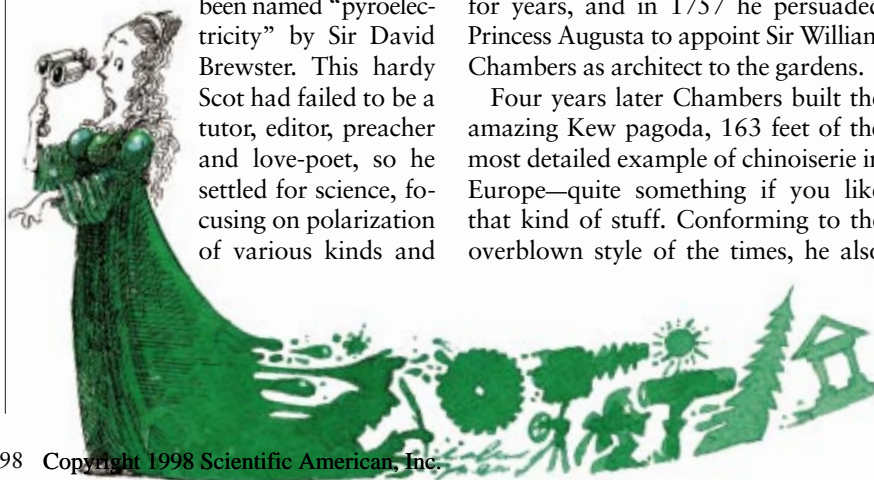 been named “pyroelec-
tricity” by Sir David
Brewster. This hardy
Scot had failed to be a
tutor, editor, preacher
and love-poet, so he
settled for science, fo-
cusing on polarization
of various kinds and
for years, and in 1757 he persuaded
Princess Augusta to appoint Sir William
Chambers as architect to the gardens.
Four years later Chambers built the
amazing Kew pagoda, 163 feet of the
most detailed example of chinoiserie in
Europe—quite something if you like
that kind of stuff. Conforming to the
overblown style of the times, he also
98 Copyright 1998 Scientific American, Inc.